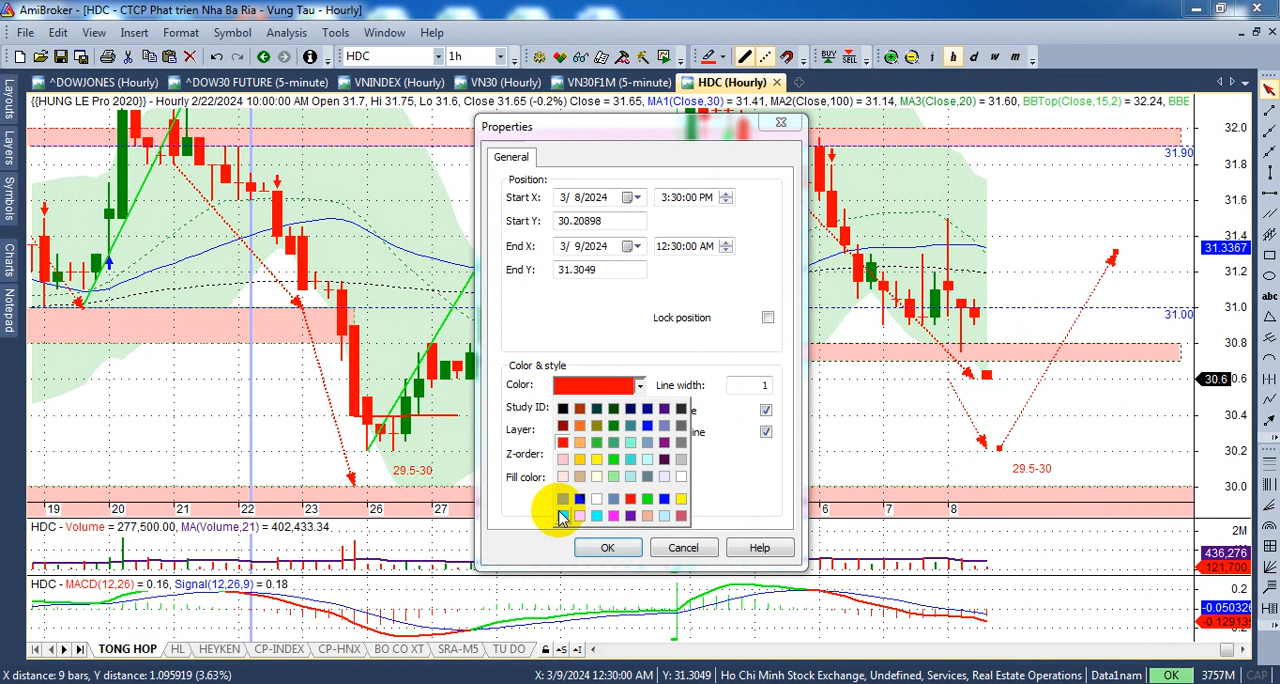 AmiBroker - [HDC - CTCP Phat trien Nha Ba Ria - Vung Tau - Hourly]
File Edit View Insert Format Symbol Analysis Tools Window Help
HDC 1h BUY SELL i h d w m
^DOWJONES (Hourly) ^DOW30 FUTURE (5-minute) VNINDEX (Hourly) VN30 (Hourly) VN30F1M (5-minute) HDC (Hourly)
{{HUNG LE Pro 2020}} - Hourly 2/22/2024 10:00:00 AM Open 31.7, Hi 31.75, Lo 31.6, Close 31.65 (-0.2%) Close = 31.65, MA1(Close,30) = 31.41, MA2(Close,100) = 31.14, MA3(Close,20) = 31.60, BBTop(Close,15,2) = 32.24, BBE
Layouts
Layers
Symbols
Charts
Notepad
Properties
General
Position:
Start X: 3/ 8/2024 3:30:00 PM
Start Y: 30.20898
End X: 3/ 9/2024 12:30:00 AM
End Y: 31.3049
Lock position
Color & style
Color: Line width: 1
Study ID:
Layer:
Z-order:
Fill color:
OK Cancel Help
32.0
31.90
31.8
31.6
31.3367
31.2
31.0
31.00
30.8
30.6
30.4
30.2
30.0
29.5-30
29.5-30
19 20 21 22 23 26 27 6 7 8
HDC - Volume = 277,500.00, MA(Volume,21) = 402,433.34
2M
436,276
121,700
HDC - MACD(12,26) = 0.16, Signal(12,26,9) = 0.18
0.2
-0.050326
-0.129135
TONG HOP HL HEYKEN CP-INDEX CP-HNX BO CO XT SRA-M5 TU DO
X distance: 9 bars, Y distance: 1.095919 (3.63%) X: 3/9/2024 12:30:00 AM Y: 31.3049 Ho Chi Minh Stock Exchange, Undefined, Services, Real Estate Operations Data1nam OK 3757M CAP